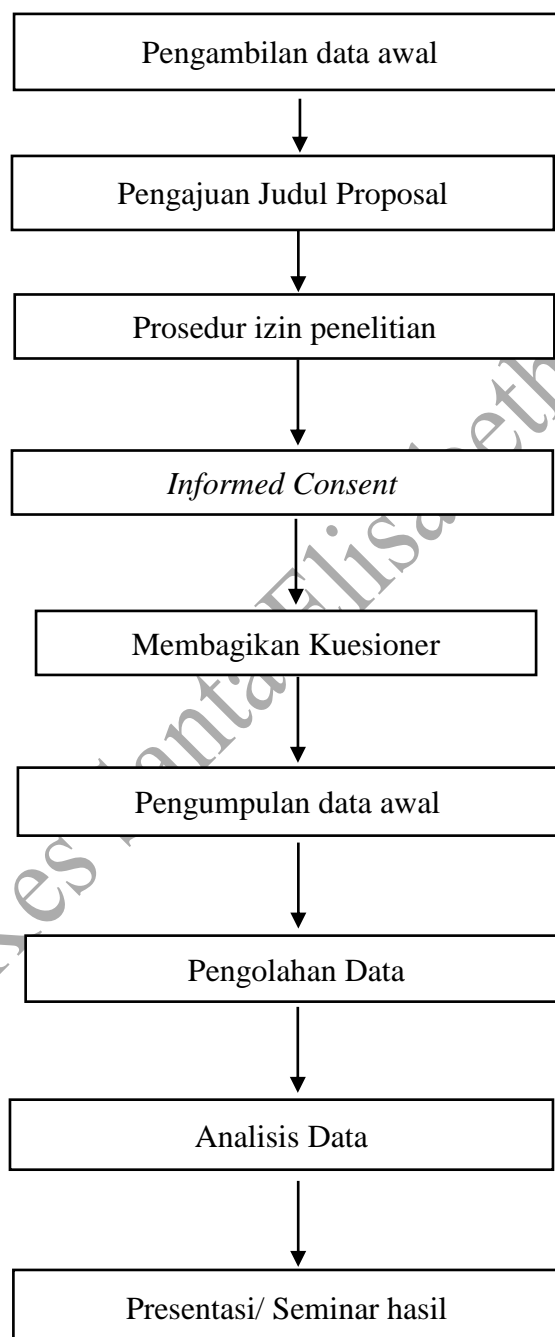 Pengambilan data awal
Pengajuan Judul Proposal
Prosedur izin penelitian
Informed Consent
Membagikan Kuesioner
Pengumpulan data awal
Pengolahan Data
Analisis Data
Presentasi/ Seminar hasil